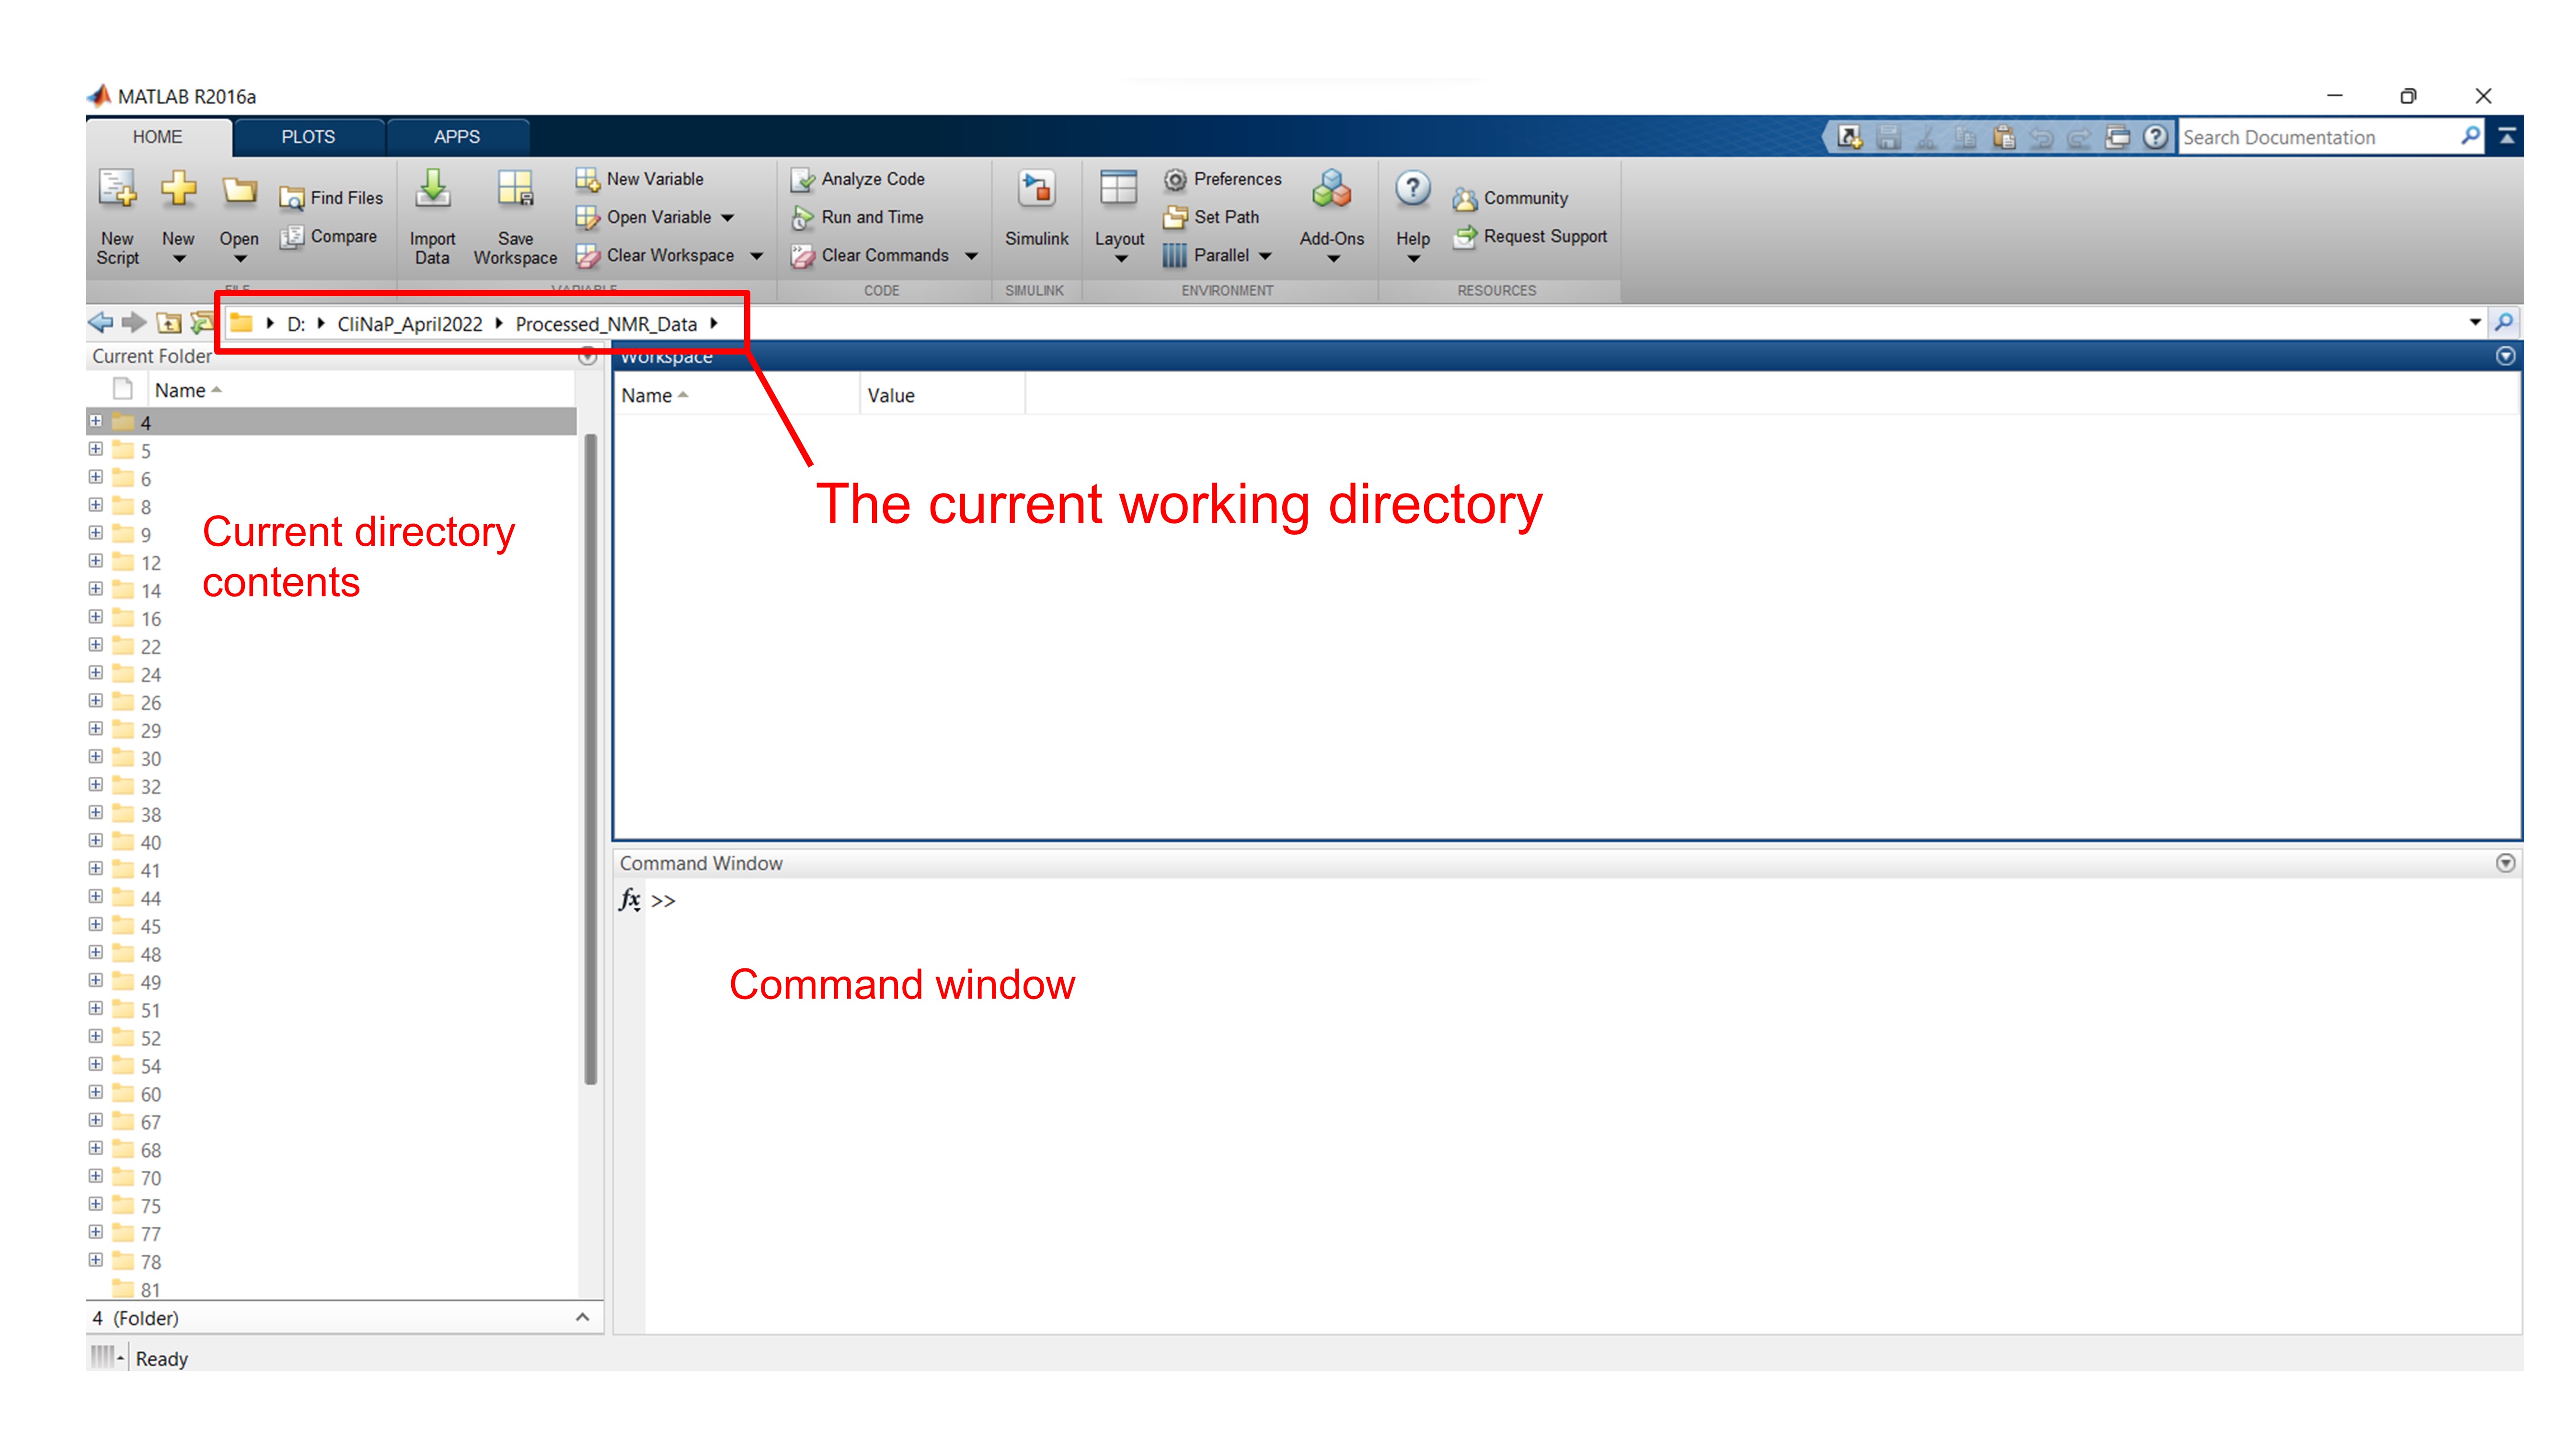 MATLAB R2016a
HOME PLOTS APPS
Search Documentation
New Script
New
Open
Find Files
Compare
Import Data
Save Workspace
New Variable
Open Variable
Clear Workspace
Analyze Code
Run and Time
Clear Commands
Simulink
Layout
Preferences
Set Path
Parallel
Add-Ons
Help
Community
Request Support
FILE VARIABLE CODE SIMULINK ENVIRONMENT RESOURCES
D: CliNaP_April2022 Processed_NMR_Data
Current Folder
Name
4
5
6
8
9
12
14
16
22
24
26
29
30
32
38
40
41
44
45
48
49
51
52
54
60
67
68
70
75
77
78
81
4 (Folder)
Ready
Current directory
contents
Workspace
Name Value
The current working directory
Command Window
fx >>
Command window